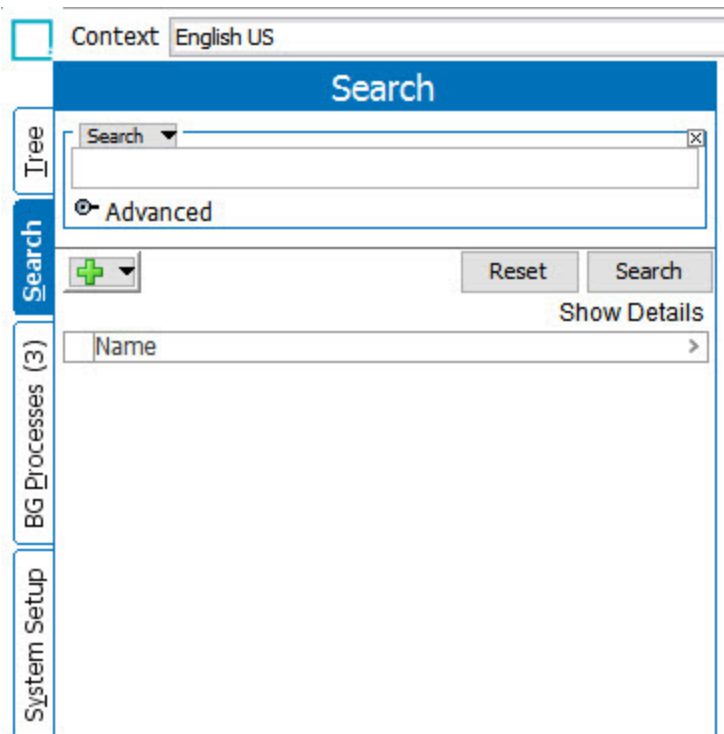 Context English US
Search
Tree
Search
BG Processes (3)
System Setup
Search
Advanced
Reset Search
Show Details
Name